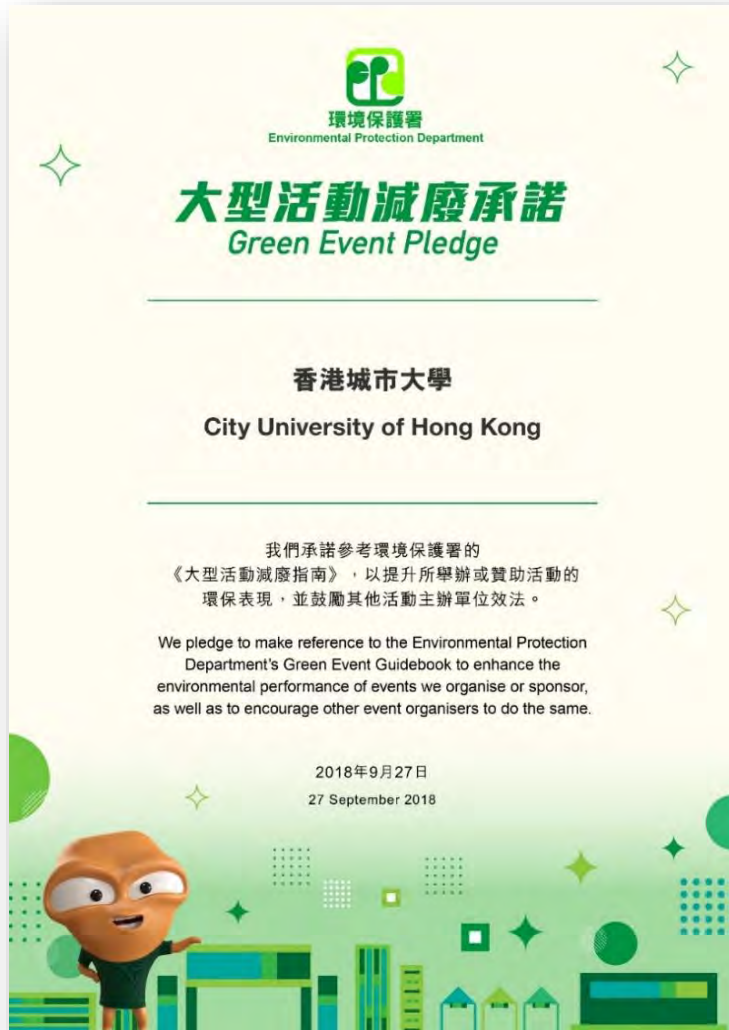 環境保護署
Environmental Protection Department
大型活動減廢承諾
Green Event Pledge
香港城市大學
City University of Hong Kong
我們承諾參考環境保護署的
《大型活動減廢指南》，以提升所舉辦或贊助活動的
環保表現，並鼓勵其他活動主辦單位效法。
We pledge to make reference to the Environmental Protection
Department's Green Event Guidebook to enhance the
environmental performance of events we organise or sponsor,
as well as to encourage other event organisers to do the same.
2018年9月27日
27 September 2018